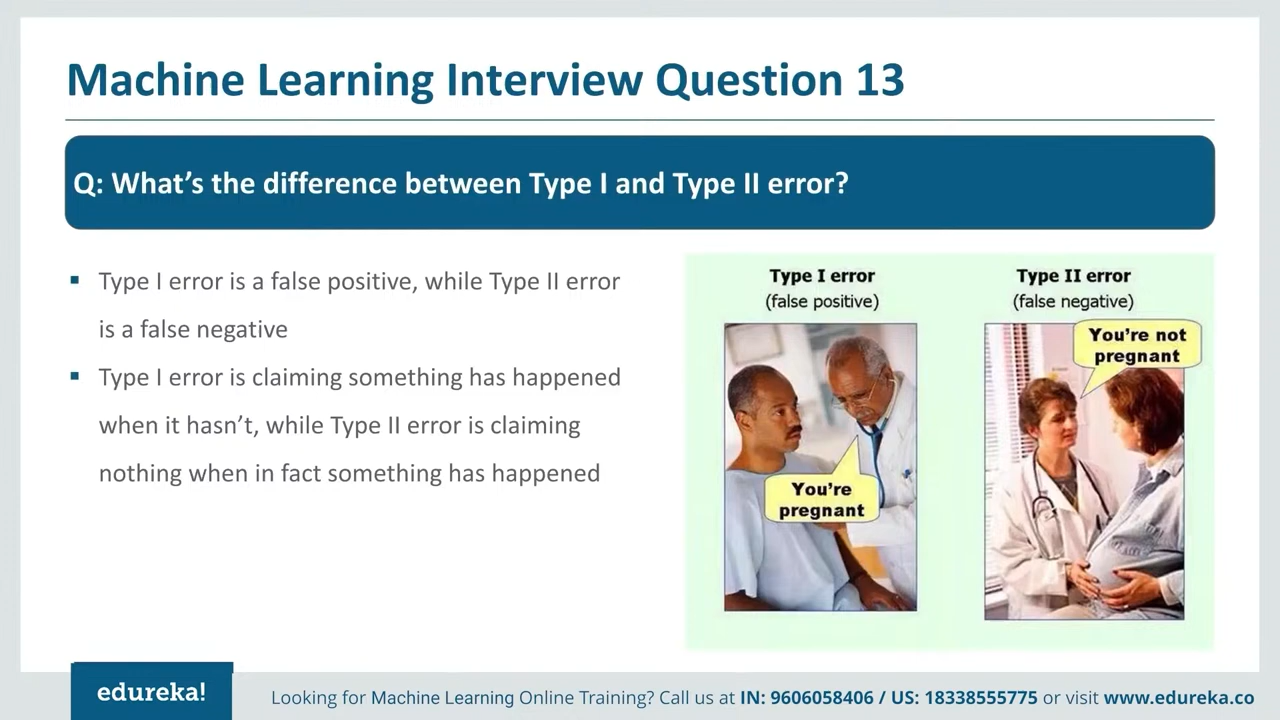 Machine Learning Interview Question 13
Q: What’s the difference between Type I and Type II error?
▪ Type I error is a false positive, while Type II error
is a false negative
▪ Type I error is claiming something has happened
when it hasn’t, while Type II error is claiming
nothing when in fact something has happened
Type I error
(false positive)
You’re
pregnant
Type II error
(false negative)
You’re not
pregnant
edureka!
Looking for Machine Learning Online Training? Call us at IN: 9606058406 / US: 18338555775 or visit www.edureka.co